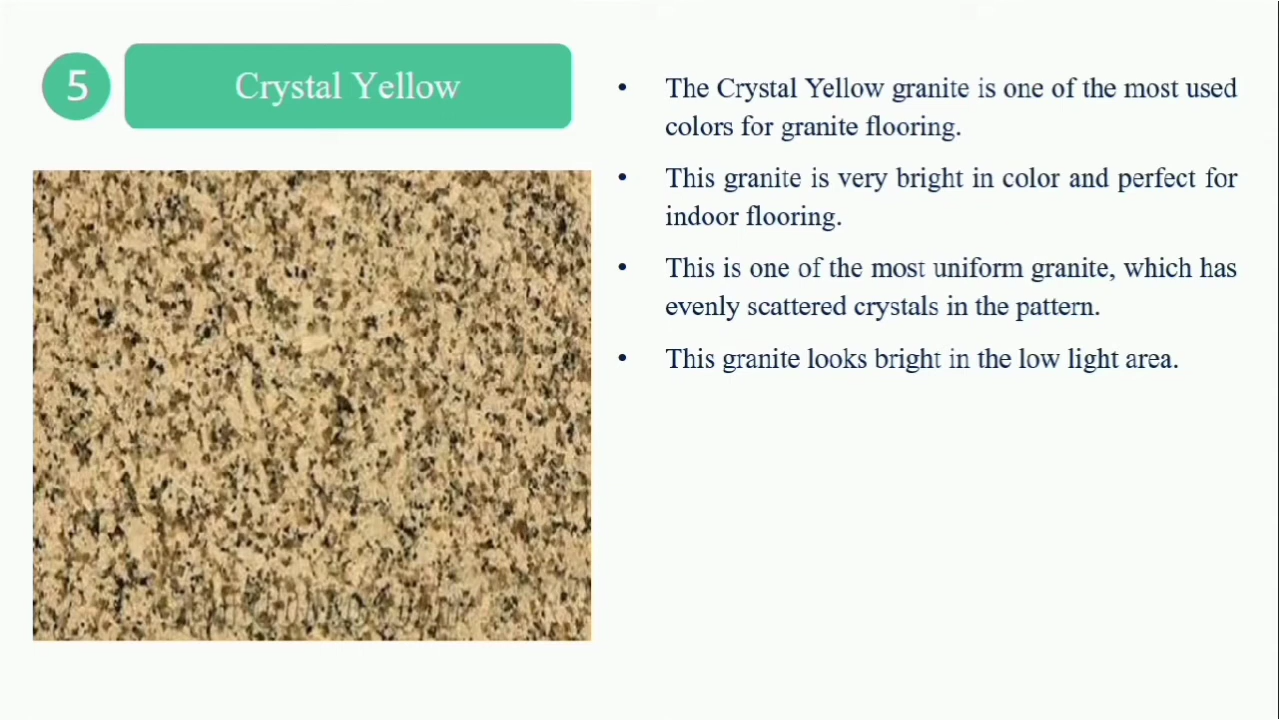 5
Crystal Yellow
• The Crystal Yellow granite is one of the most used
colors for granite flooring.
• This granite is very bright in color and perfect for
indoor flooring.
• This is one of the most uniform granite, which has
evenly scattered crystals in the pattern.
• This granite looks bright in the low light area.